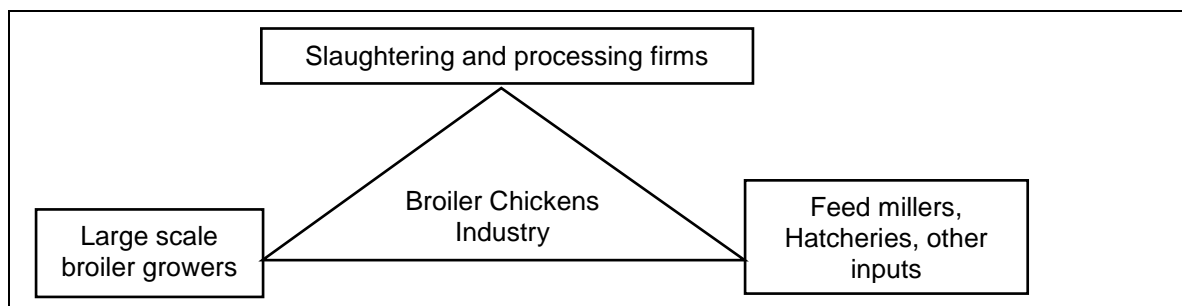 Slaughtering and processing firms
Broiler Chickens
Industry
Large scale
broiler growers
Feed millers,
Hatcheries, other
inputs